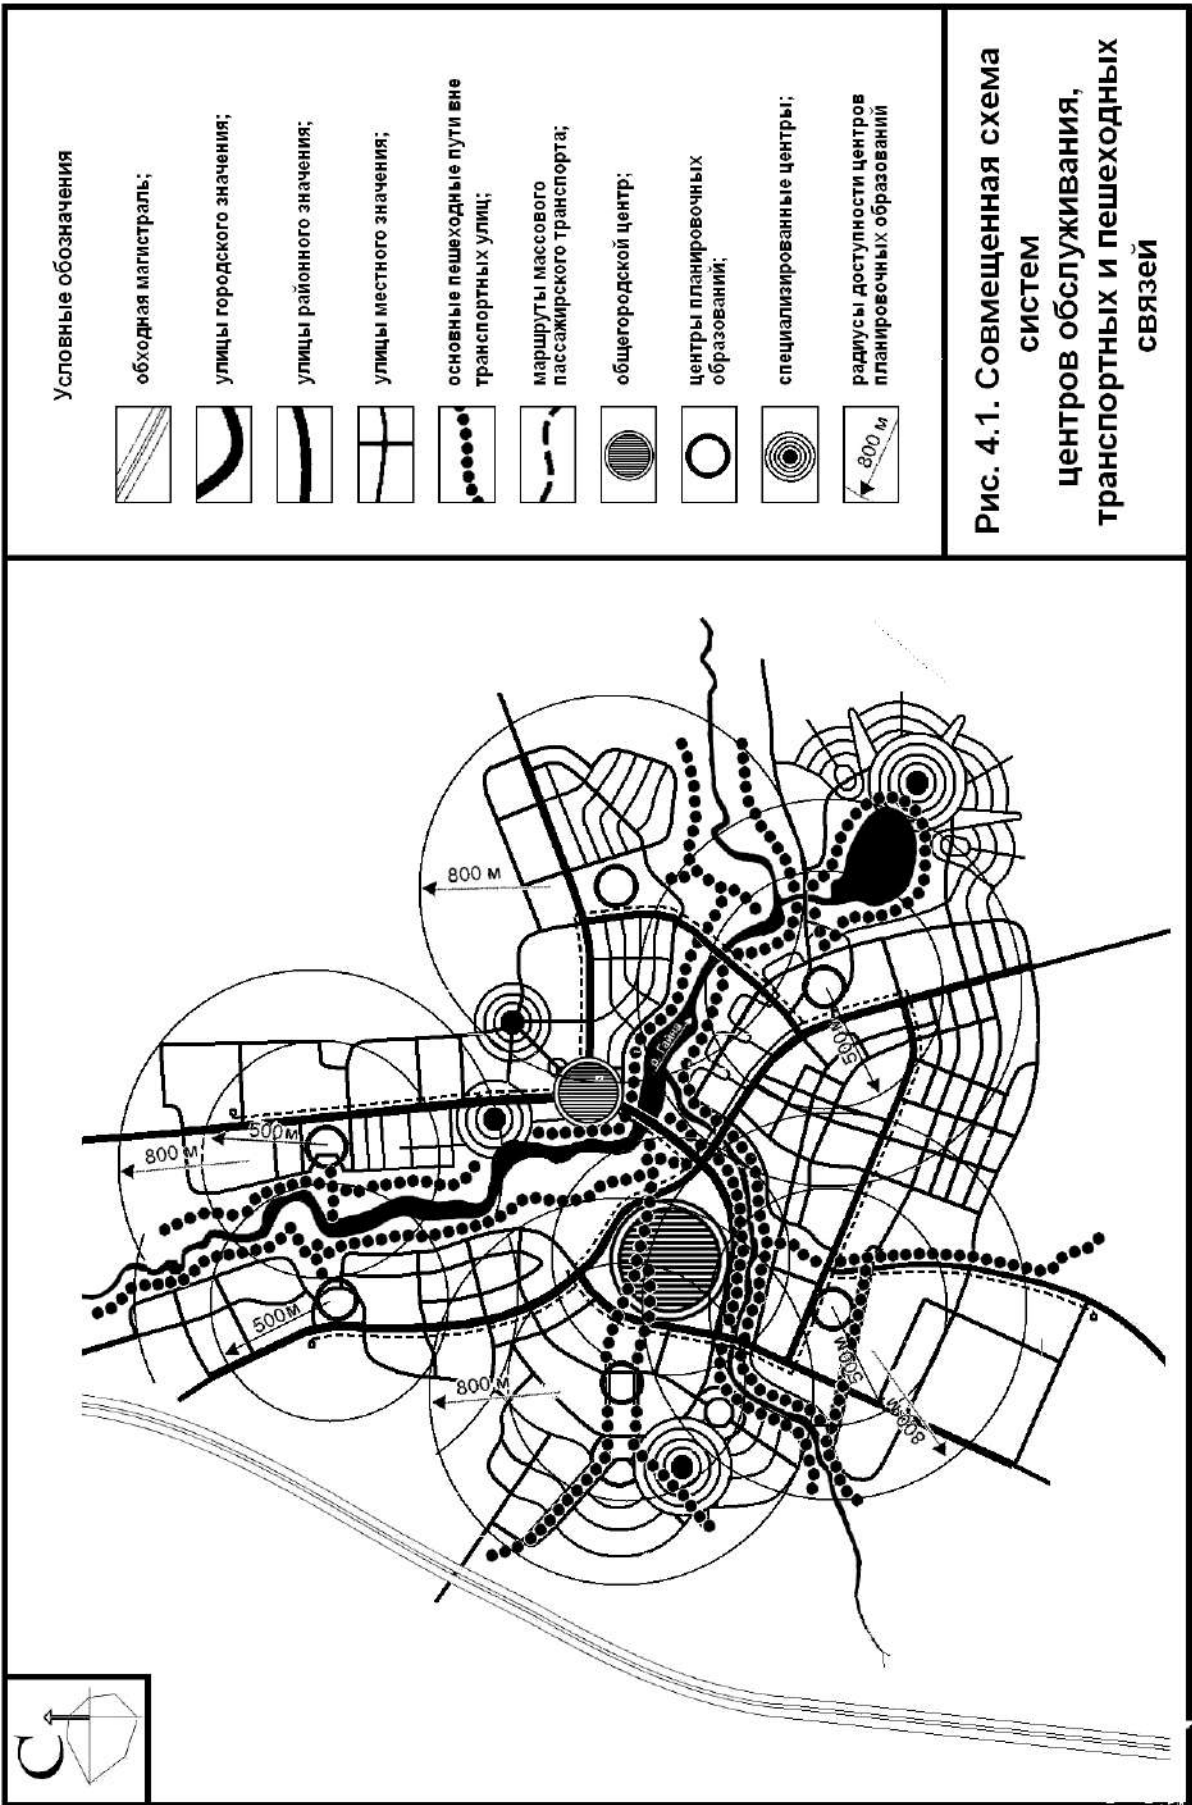 Условные обозначения
обходная магистраль;
улицы городского значения;
улицы районного значения;
улицы местного значения;
основные пешеходные пути вне
транспортных улиц;
маршруты массового
пассажирского транспорта;
общегородской центр;
центры планировочных
образований;
специализированные центры;
800 м
радиусы доступности центров
планировочных образований
Рис. 4.1. Совмещенная схема
систем
центров обслуживания,
транспортных и пешеходных
связей
С
800 м
500м
800 м
500м
800 м
500м
500м
800м